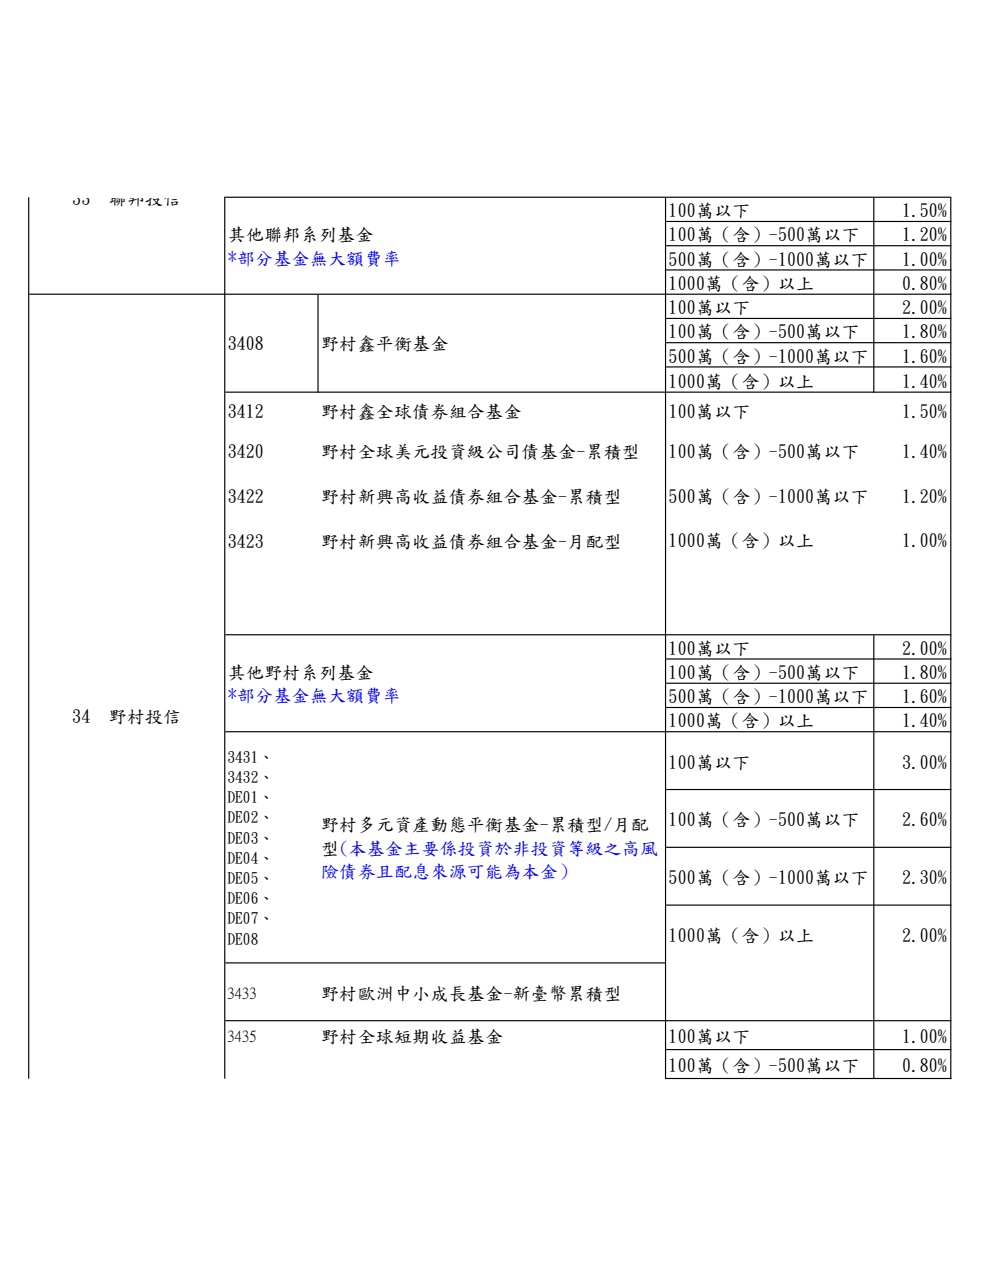 33 聯邦投信
其他聯邦系列基金
*部分基金無大額費率
100萬以下 1.50%
100萬（含）-500萬以下 1.20%
500萬（含）-1000萬以下 1.00%
1000萬（含）以上 0.80%
34 野村投信
3408 野村鑫平衡基金
100萬以下 2.00%
100萬（含）-500萬以下 1.80%
500萬（含）-1000萬以下 1.60%
1000萬（含）以上 1.40%
3412 野村鑫全球債券組合基金 100萬以下 1.50%
3420 野村全球美元投資級公司債基金-累積型 100萬（含）-500萬以下 1.40%
3422 野村新興高收益債券組合基金-累積型 500萬（含）-1000萬以下 1.20%
3423 野村新興高收益債券組合基金-月配型 1000萬（含）以上 1.00%
其他野村系列基金
*部分基金無大額費率
100萬以下 2.00%
100萬（含）-500萬以下 1.80%
500萬（含）-1000萬以下 1.60%
1000萬（含）以上 1.40%
3431、
3432、
DE01、
DE02、
DE03、
DE04、
DE05、
DE06、
DE07、
DE08
野村多元資產動態平衡基金-累積型/月配
型(本基金主要係投資於非投資等級之高風
險債券且配息來源可能為本金）
100萬以下 3.00%
100萬（含）-500萬以下 2.60%
500萬（含）-1000萬以下 2.30%
1000萬（含）以上 2.00%
3433 野村歐洲中小成長基金-新臺幣累積型
3435 野村全球短期收益基金 100萬以下 1.00%
100萬（含）-500萬以下 0.80%